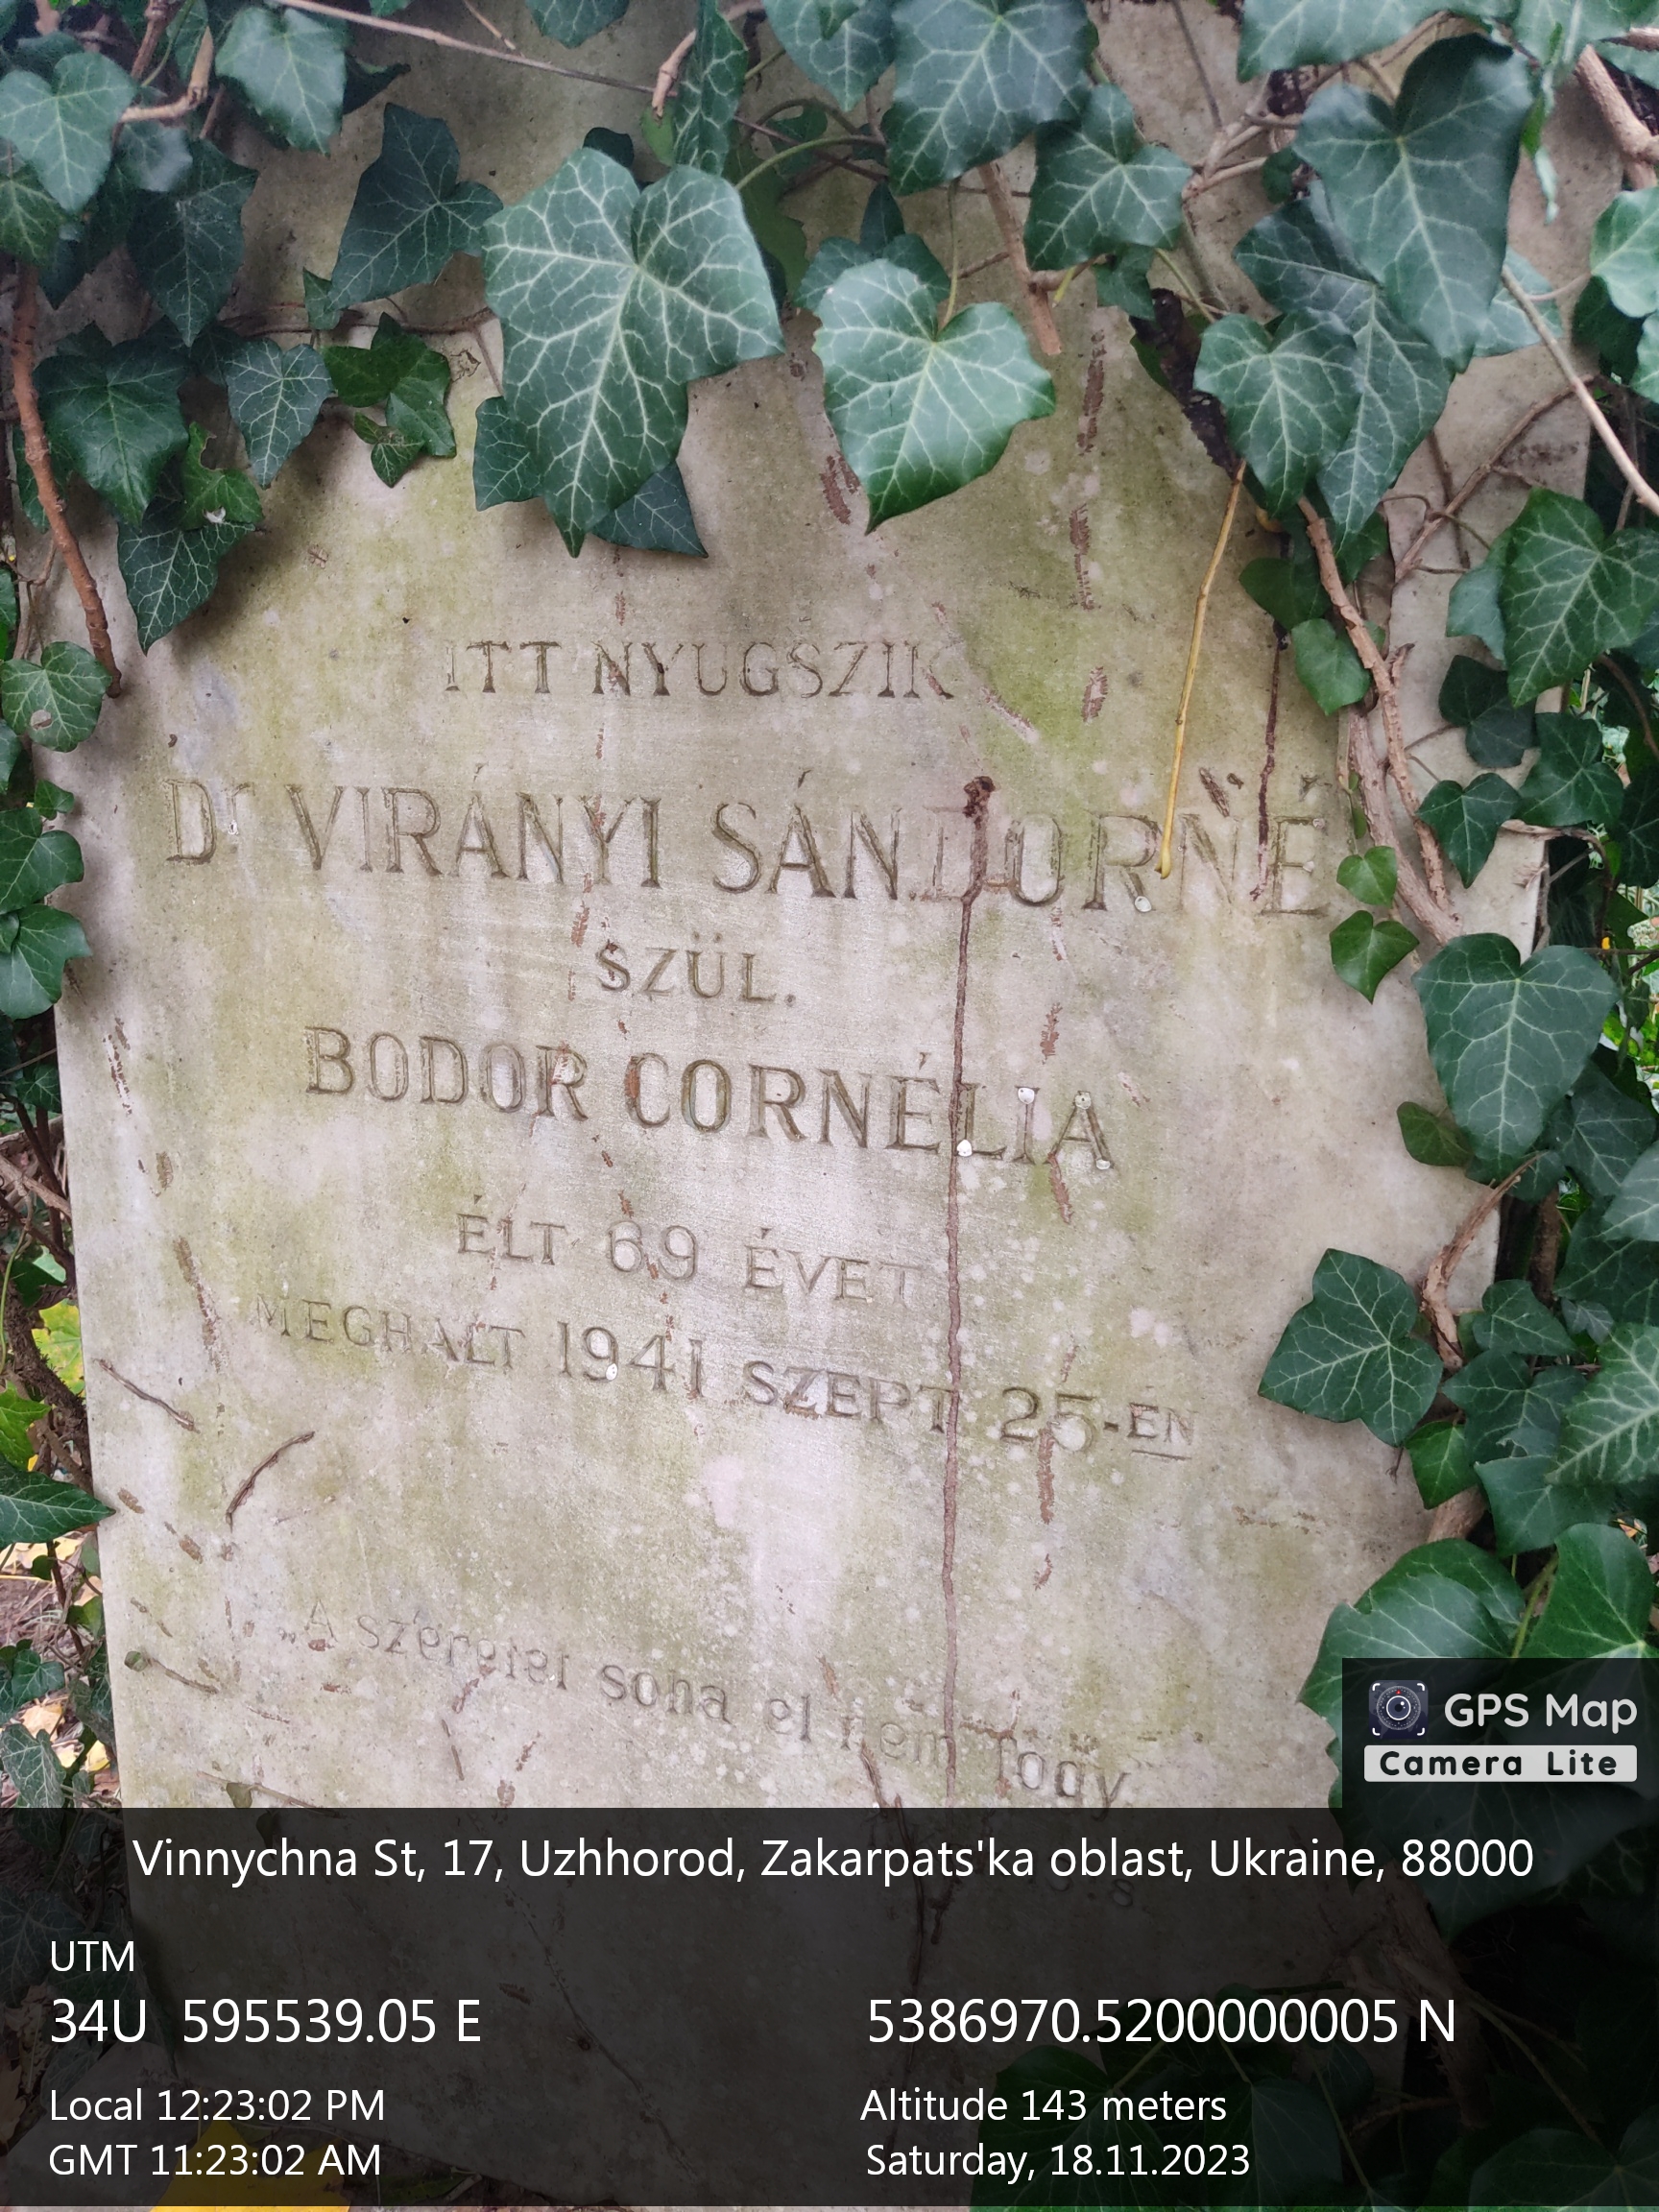 ITT NYUGSZIK
Dr VIRÁNYI SÁNDORNÉ
SZÜL.
BODOR CORNÉLIA
ÉLT 69 ÉVET
MEGHALT 1941 SZEPT 25-ÉN
„A szeretet soha el nem fogy
GPS Map
Camera Lite
Vinnychna St, 17, Uzhhorod, Zakarpats'ka oblast, Ukraine, 88000
UTM
34U 595539.05 E 5386970.5200000005 N
Local 12:23:02 PM Altitude 143 meters
GMT 11:23:02 AM Saturday, 18.11.2023